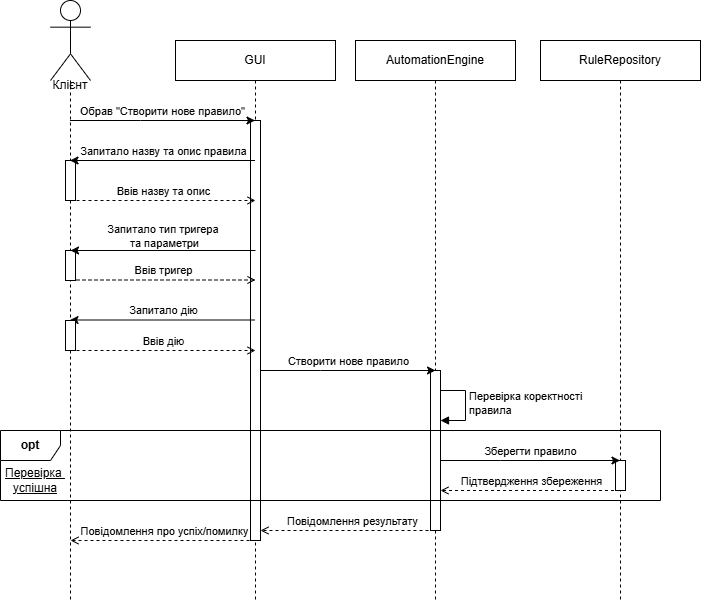 Клієнт
GUI
AutomationEngine
RuleRepository
Обрав "Створити нове правило"
Запитало назву та опис правила
Ввів назву та опис
Запитало тип тригера
та параметри
Ввів тригер
Запитало дію
Ввів дію
Створити нове правило
Перевірка коректності
правила
opt
Перевірка
успішна
Зберегти правило
Підтвердження збереження
Повідомлення результату
Повідомлення про успіх/помилку